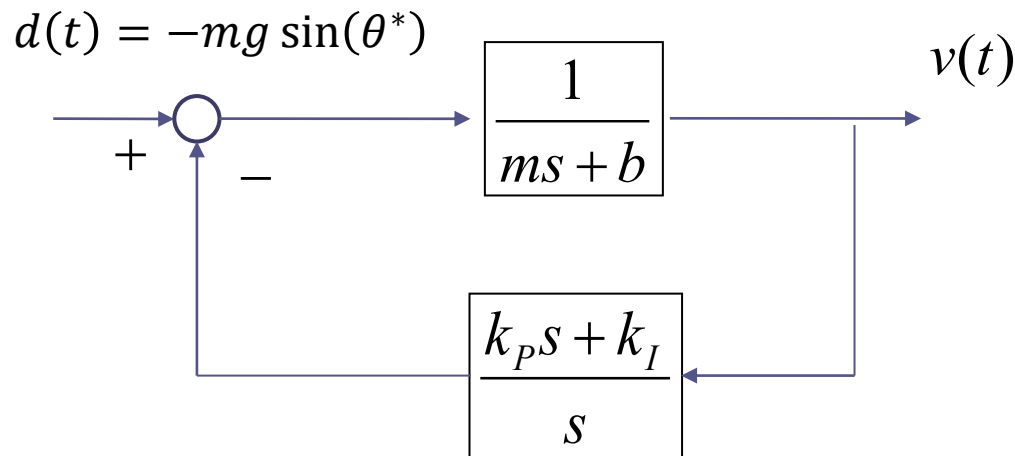 d(t) = −mg sin(θ*)
v(t)
1
ms + b
+
−
k_P s + k_I
s